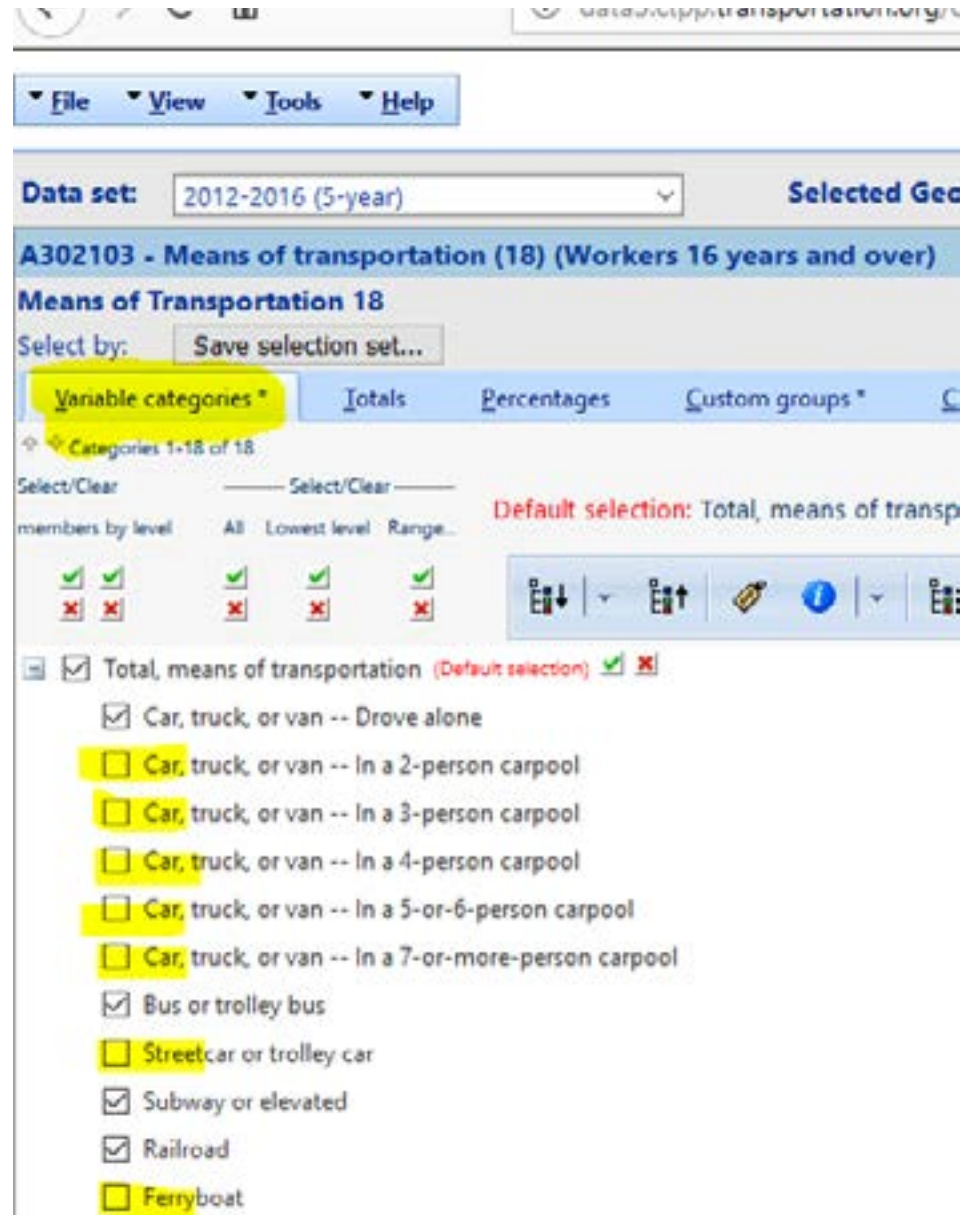 data5.ctpp.transportation.org/
File View Tools Help
Data set: 2012-2016 (5-year) Selected Geo
A302103 - Means of transportation (18) (Workers 16 years and over)
Means of Transportation 18
Select by: Save selection set...
Variable categories * Totals Percentages Custom groups * C
Categories 1-18 of 18
Select/Clear Select/Clear
members by level All Lowest level Range...
Default selection: Total, means of transp
Total, means of transportation (Default selection)
Car, truck, or van -- Drove alone
Car, truck, or van -- In a 2-person carpool
Car, truck, or van -- In a 3-person carpool
Car, truck, or van -- In a 4-person carpool
Car, truck, or van -- In a 5-or-6-person carpool
Car, truck, or van -- In a 7-or-more-person carpool
Bus or trolley bus
Streetcar or trolley car
Subway or elevated
Railroad
Ferryboat